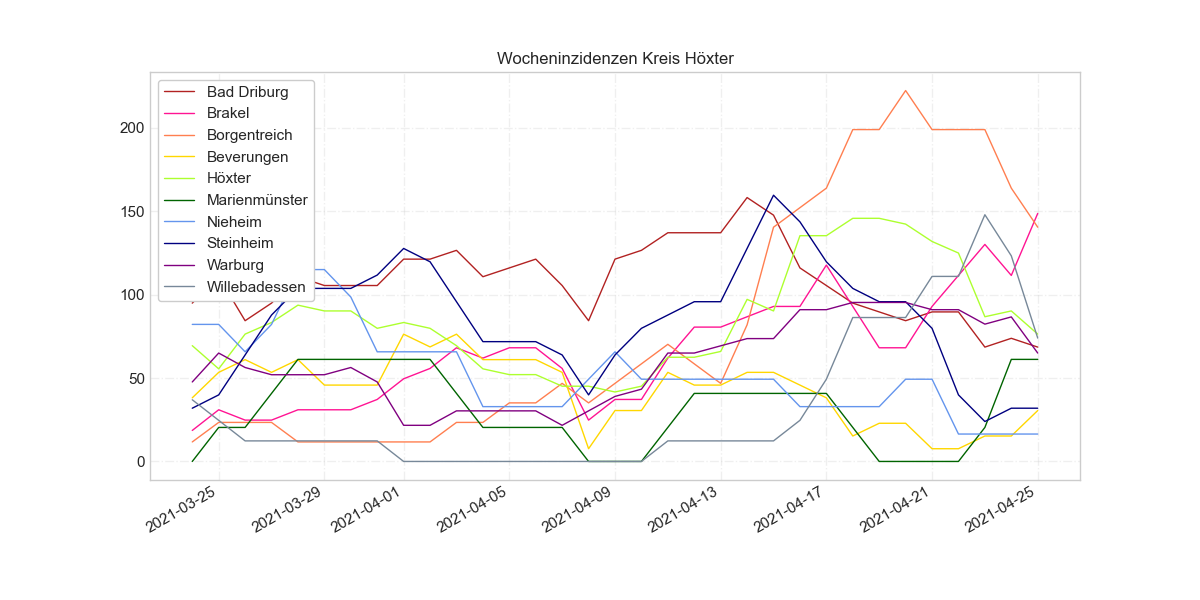 Wocheninzidenzen Kreis Höxter
Bad Driburg
Brakel
Borgentreich
Beverungen
Höxter
Marienmünster
Nieheim
Steinheim
Warburg
Willebadessen
200
150
100
50
0
2021-03-25
2021-03-29
2021-04-01
2021-04-05
2021-04-09
2021-04-13
2021-04-17
2021-04-21
2021-04-25